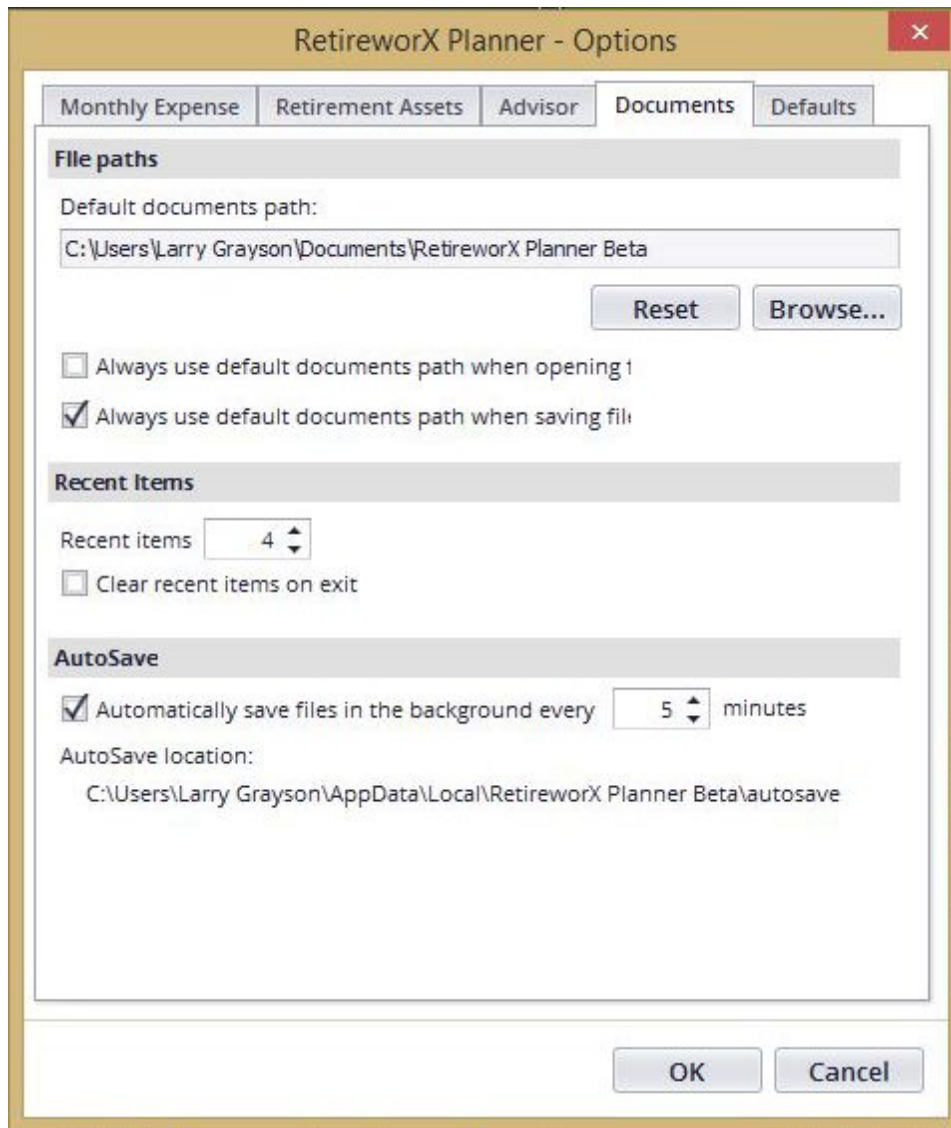 RetireworX Planner - Options
Monthly Expense Retirement Assets Advisor Documents Defaults
File paths
Default documents path:
C:\Users\Larry Grayson\Documents\RetireworX Planner Beta
Reset Browse...
Always use default documents path when opening
Always use default documents path when saving
Recent Items
Recent items 4
Clear recent items on exit
AutoSave
Automatically save files in the background every 5 minutes
AutoSave location:
C:\Users\Larry Grayson\AppData\Local\RetireworX Planner Beta\autosave
OK Cancel